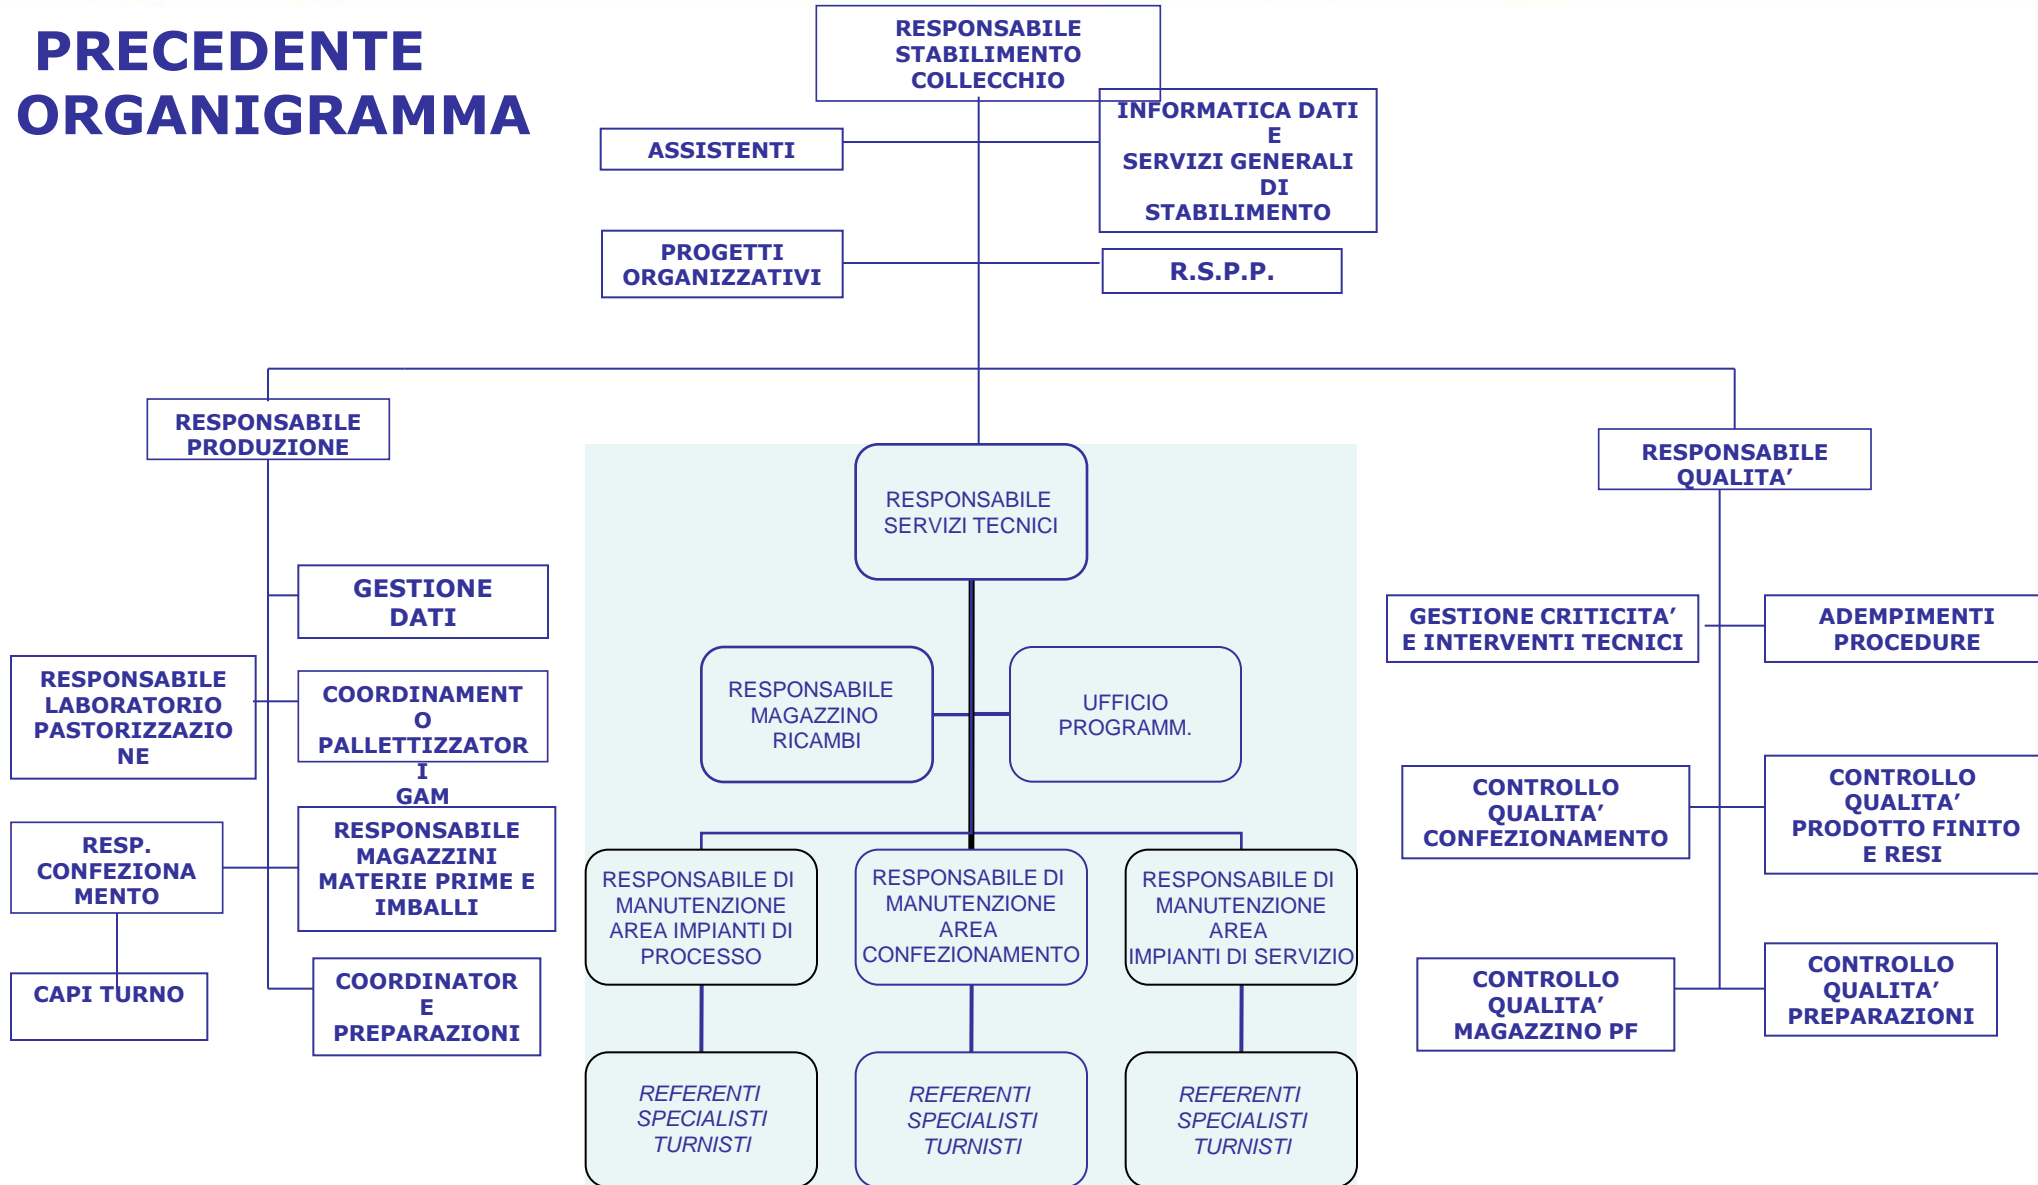 PRECEDENTE
ORGANIGRAMMA
RESPONSABILE
STABILIMENTO
COLLECCHIO
ASSISTENTI
INFORMATICA DATI
E
SERVIZI GENERALI
DI
STABILIMENTO
PROGETTI
ORGANIZZATIVI
R.S.P.P.
RESPONSABILE
PRODUZIONE
GESTIONE
DATI
RESPONSABILE
LABORATORIO
PASTORIZZAZIO
NE
COORDINAMENT
O
PALLETTIZZATOR
I
GAM
RESP.
CONFEZIONA
MENTO
RESPONSABILE
MAGAZZINI
MATERIE PRIME E
IMBALLI
CAPI TURNO
COORDINATOR
E
PREPARAZIONI
RESPONSABILE
SERVIZI TECNICI
RESPONSABILE
MAGAZZINO
RICAMBI
UFFICIO
PROGRAMM.
RESPONSABILE DI
MANUTENZIONE
AREA IMPIANTI DI
PROCESSO
RESPONSABILE DI
MANUTENZIONE
AREA
CONFEZIONAMENTO
RESPONSABILE DI
MANUTENZIONE
AREA
IMPIANTI DI SERVIZIO
REFERENTI
SPECIALISTI
TURNISTI
REFERENTI
SPECIALISTI
TURNISTI
REFERENTI
SPECIALISTI
TURNISTI
RESPONSABILE
QUALITA’
GESTIONE CRITICITA’
E INTERVENTI TECNICI
ADEMPIMENTI
PROCEDURE
CONTROLLO
QUALITA’
CONFEZIONAMENTO
CONTROLLO
QUALITA’
PRODOTTO FINITO
E RESI
CONTROLLO
QUALITA’
MAGAZZINO PF
CONTROLLO
QUALITA’
PREPARAZIONI